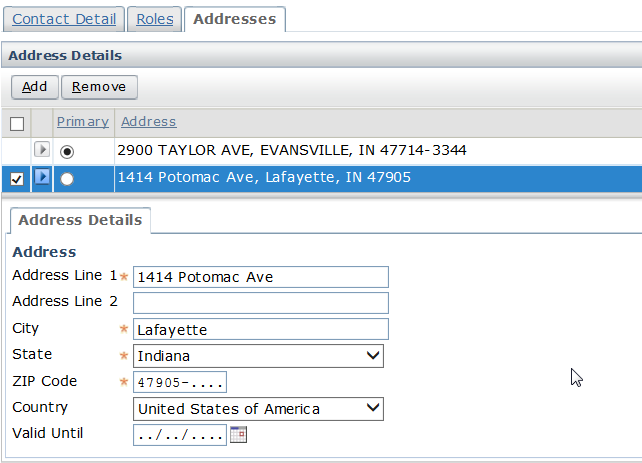 Contact Detail Roles Addresses
Address Details
Add Remove
Primary Address
2900 TAYLOR AVE, EVANSVILLE, IN 47714-3344
1414 Potomac Ave, Lafayette, IN 47905
Address Details
Address
Address Line 1* 1414 Potomac Ave
Address Line 2
City * Lafayette
State * Indiana
ZIP Code * 47905-....
Country United States of America
Valid Until ../../....